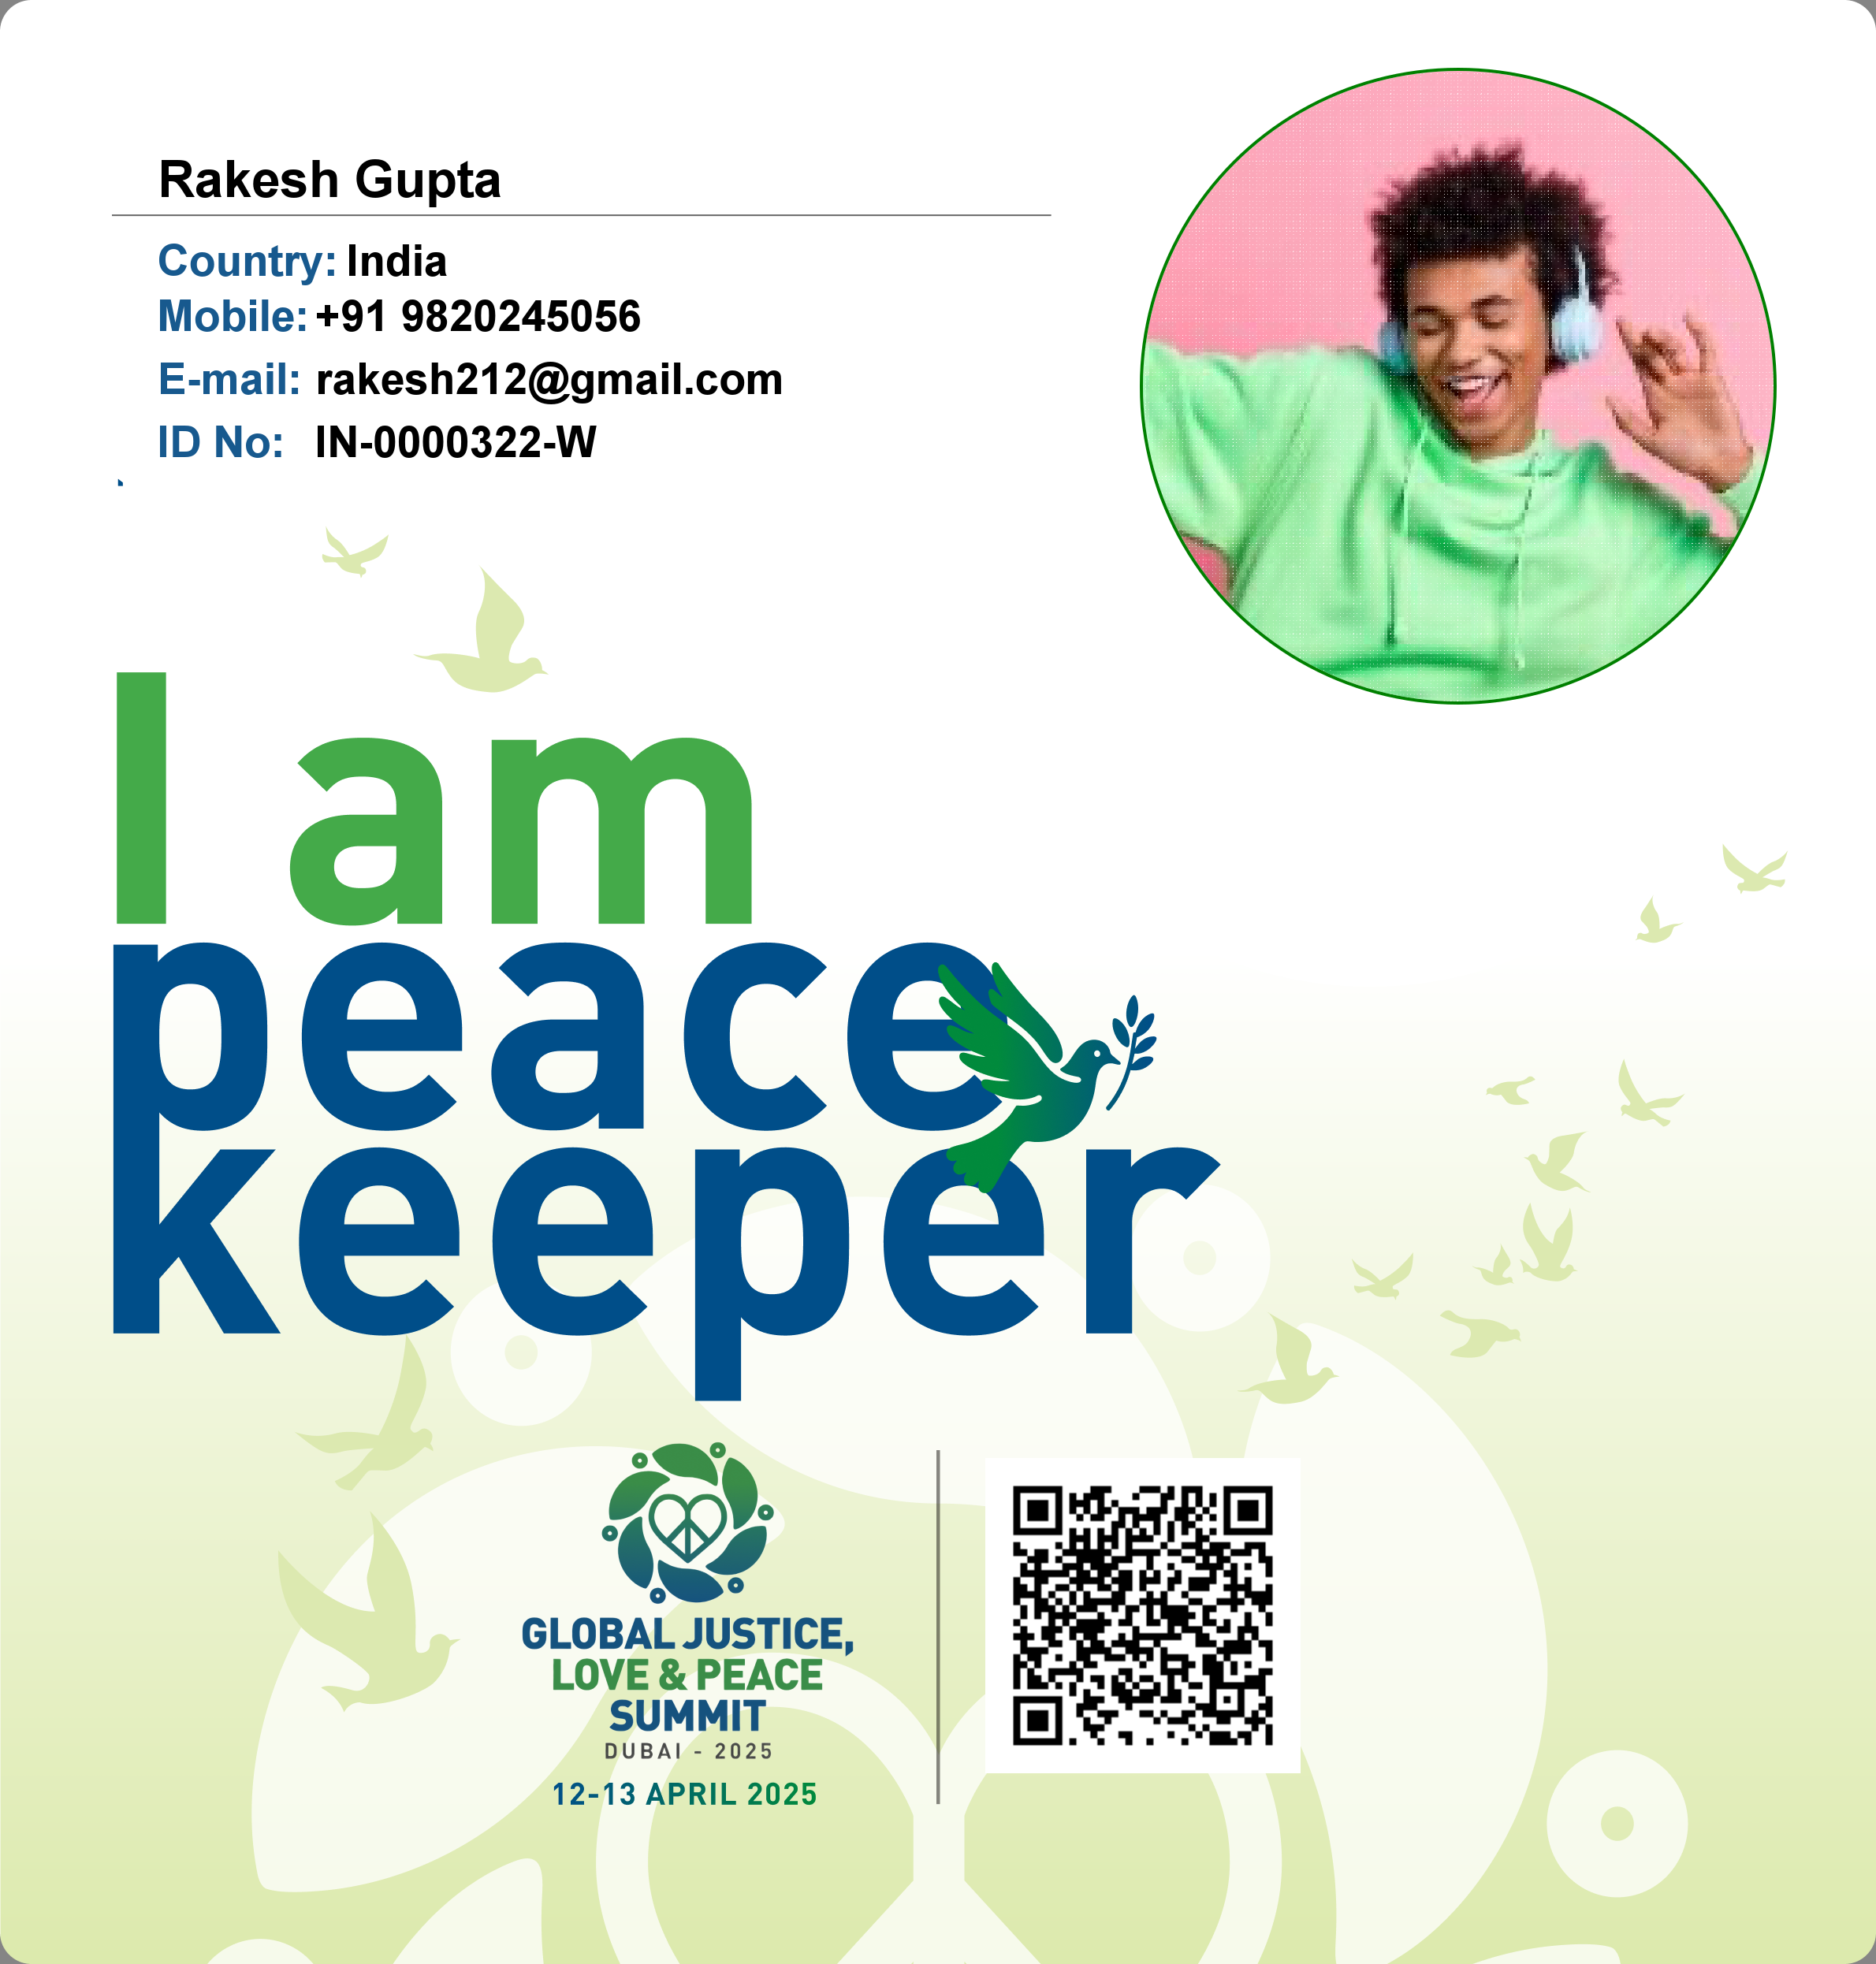 Rakesh Gupta
Country: India
Mobile: +91 9820245056
E-mail: rakesh212@gmail.com
ID No: IN-0000322-W
I am
peace
keeper
GLOBAL JUSTICE,
LOVE & PEACE
SUMMIT
DUBAI - 2025
12-13 APRIL 2025